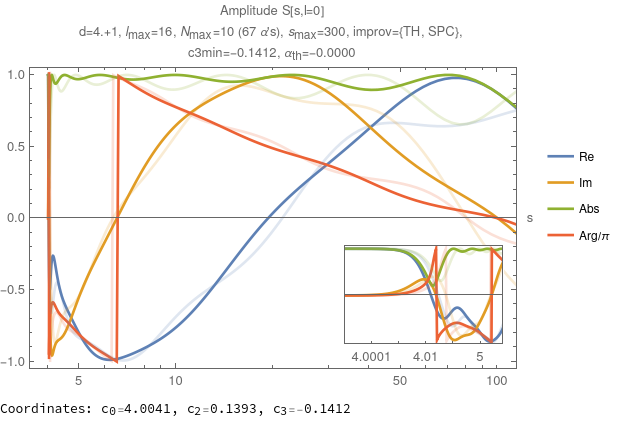 Amplitude S[s,l=0]
d=4.+1, lmax=16, Nmax=10 (67 α's), smax=300, improv={TH, SPC},
c3min=-0.1412, αth=-0.0000
1.0
0.5
0.0
-0.5
-1.0
5
10
50
100
s
Re
Im
Abs
Arg/π
4.0001
4.01
5
Coordinates: c0=4.0041, c2=0.1393, c3=-0.1412